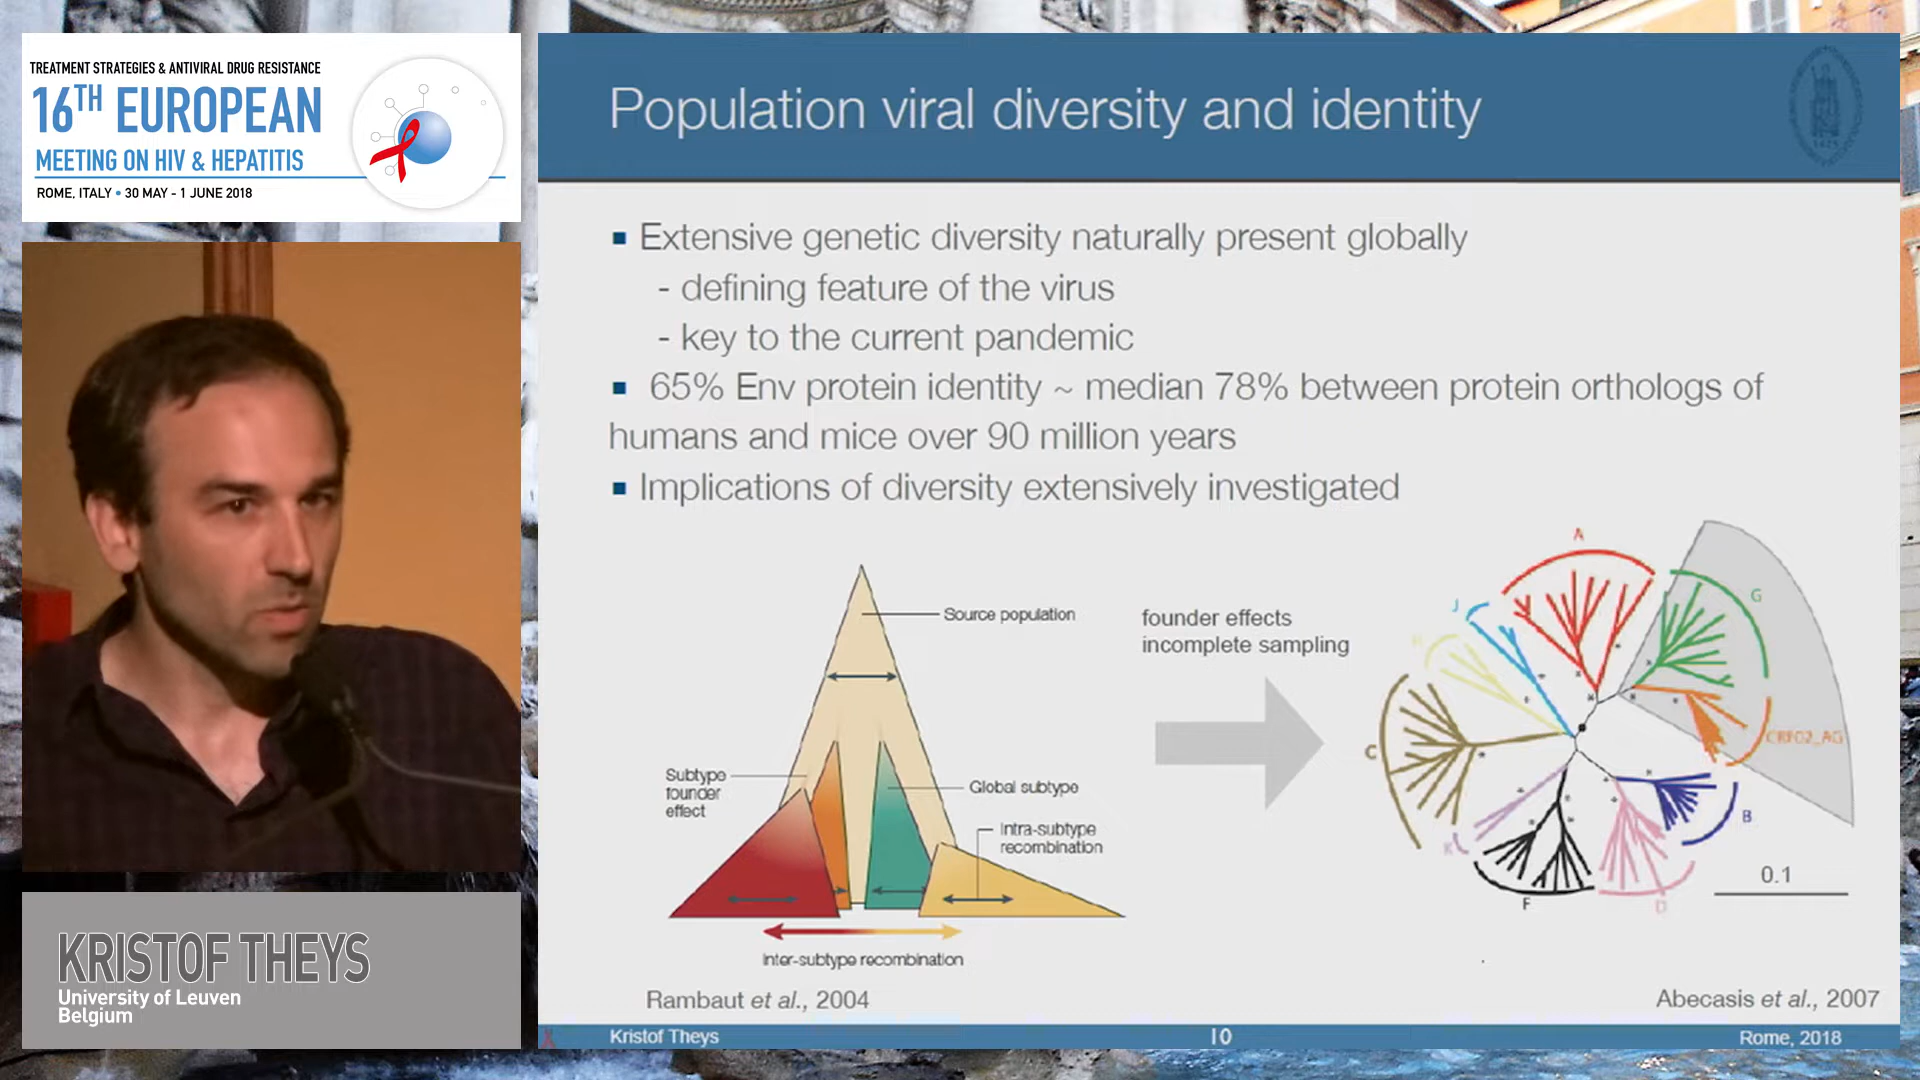 TREATMENT STRATEGIES & ANTIVIRAL DRUG RESISTANCE
16TH EUROPEAN
MEETING ON HIV & HEPATITIS
ROME, ITALY • 30 MAY - 1 JUNE 2018
KRISTOF THEYS
University of Leuven
Belgium
Population viral diversity and identity
Extensive genetic diversity naturally present globally
- defining feature of the virus
- key to the current pandemic
65% Env protein identity ~ median 78% between protein orthologs of
humans and mice over 90 million years
Implications of diversity extensively investigated
Source population
Subtype
founder
effect
Global subtype
Intra-subtype
recombination
Inter-subtype recombination
Rambaut et al., 2004
founder effects
incomplete sampling
A
G
J
H
C
CRF02_AG
B
K
F
D
0.1
Abecasis et al., 2007
Kristof Theys
10
Rome, 2018